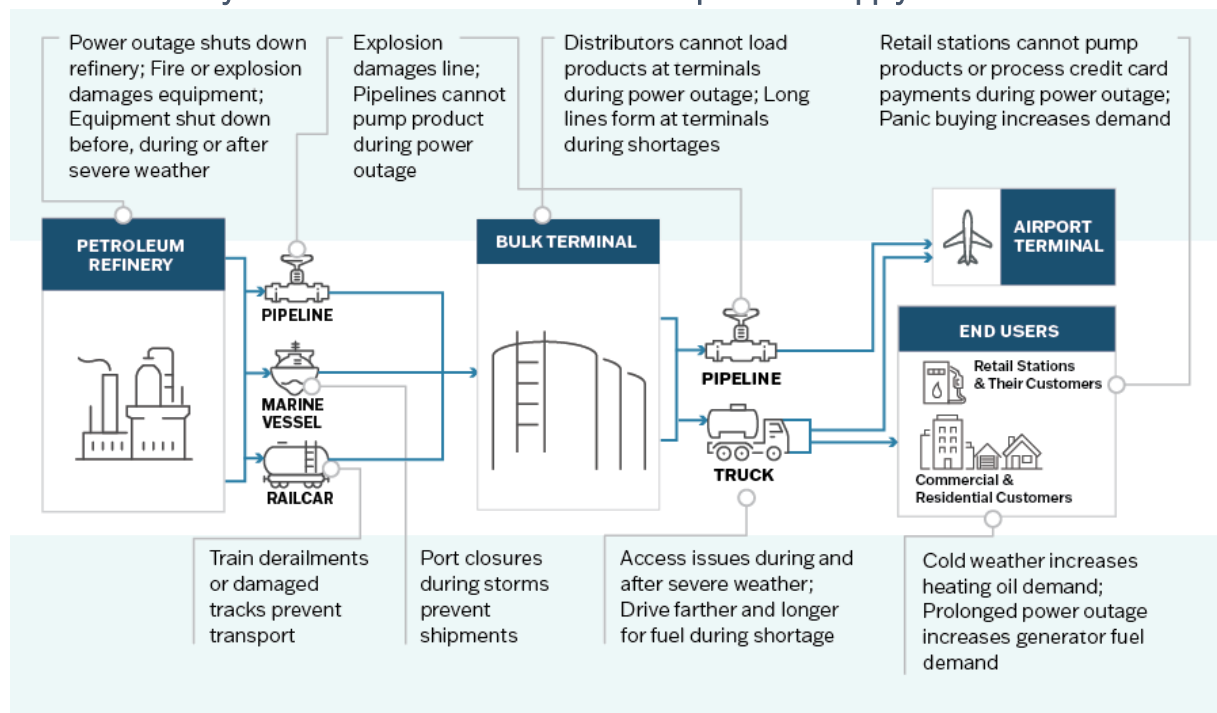 Power outage shuts down
refinery; Fire or explosion
damages equipment;
Equipment shut down
before, during or after
severe weather
Explosion
damages line;
Pipelines cannot
pump product
during power
outage
Distributors cannot load
products at terminals
during power outage; Long
lines form at terminals
during shortages
Retail stations cannot pump
products or process credit card
payments during power outage;
Panic buying increases demand
PETROLEUM
REFINERY
PIPELINE
MARINE
VESSEL
RAILCAR
BULK TERMINAL
PIPELINE
TRUCK
AIRPORT
TERMINAL
END USERS
Retail Stations
& Their Customers
Commercial &
Residential Customers
Train derailments
or damaged
tracks prevent
transport
Port closures
during storms
prevent
shipments
Access issues during and
after severe weather;
Drive farther and longer
for fuel during shortage
Cold weather increases
heating oil demand;
Prolonged power outage
increases generator fuel
demand